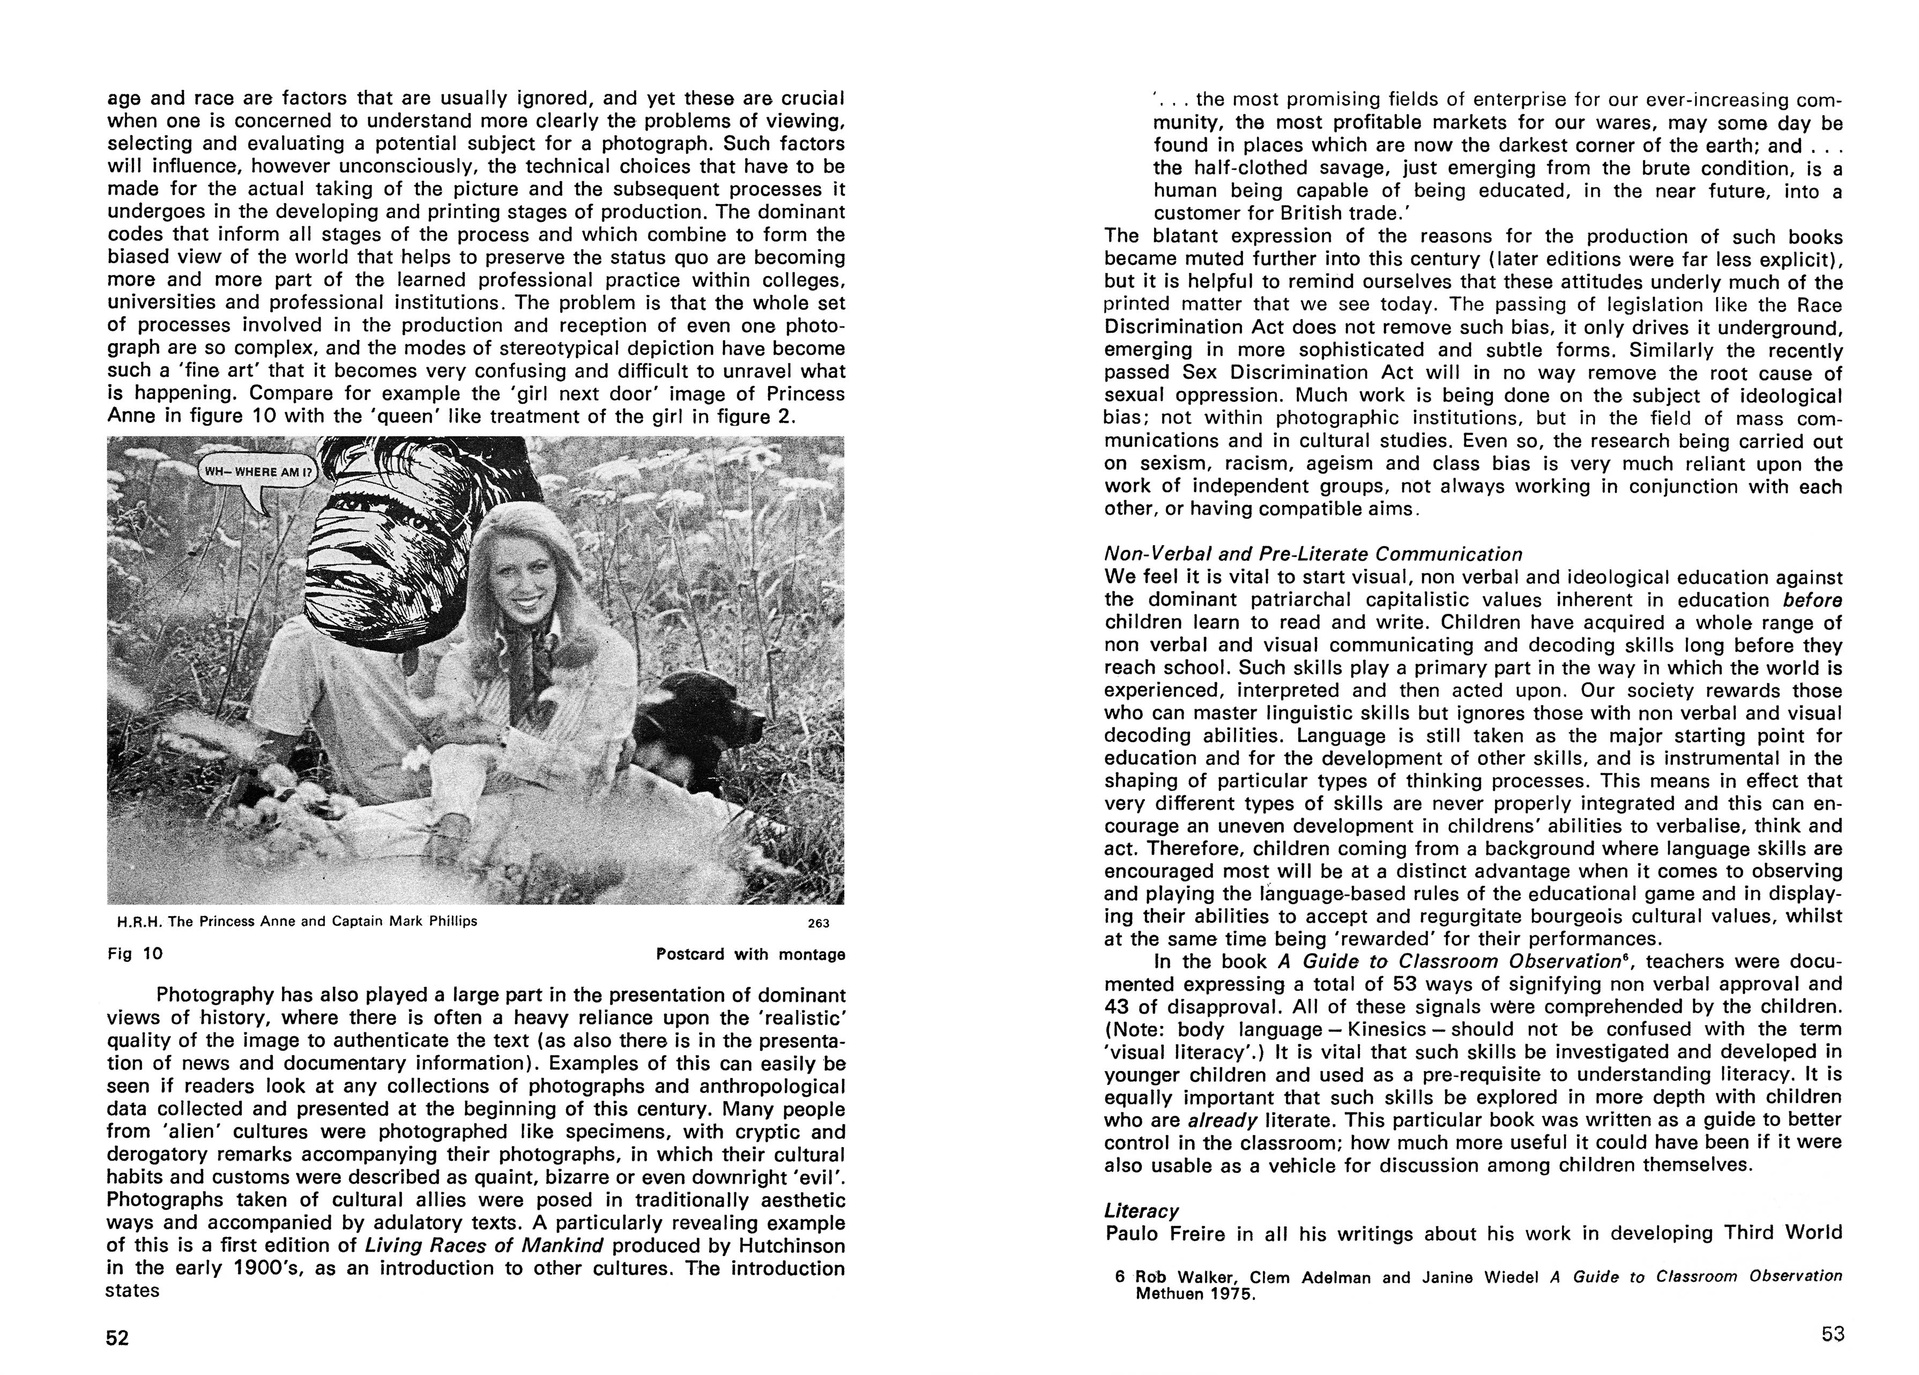 age and race are factors that are usually ignored, and yet these are crucial
when one is concerned to understand more clearly the problems of viewing,
selecting and evaluating a potential subject for a photograph. Such factors
will influence, however unconsciously, the technical choices that have to be
made for the actual taking of the picture and the subsequent processes it
undergoes in the developing and printing stages of production. The dominant
codes that inform all stages of the process and which combine to form the
biased view of the world that helps to preserve the status quo are becoming
more and more part of the learned professional practice within colleges,
universities and professional institutions. The problem is that the whole set
of processes involved in the production and reception of even one photo-
graph are so complex, and the modes of stereotypical depiction have become
such a 'fine art' that it becomes very confusing and difficult to unravel what
is happening. Compare for example the 'girl next door' image of Princess
Anne in figure 10 with the 'queen' like treatment of the girl in figure 2.
WH– WHERE AM I?
H.R.H. The Princess Anne and Captain Mark Phillips 263
Fig 10 Postcard with montage
Photography has also played a large part in the presentation of dominant
views of history, where there is often a heavy reliance upon the 'realistic'
quality of the image to authenticate the text (as also there is in the presenta-
tion of news and documentary information). Examples of this can easily be
seen if readers look at any collections of photographs and anthropological
data collected and presented at the beginning of this century. Many people
from 'alien' cultures were photographed like specimens, with cryptic and
derogatory remarks accompanying their photographs, in which their cultural
habits and customs were described as quaint, bizarre or even downright 'evil'.
Photographs taken of cultural allies were posed in traditionally aesthetic
ways and accompanied by adulatory texts. A particularly revealing example
of this is a first edition of Living Races of Mankind produced by Hutchinson
in the early 1900's, as an introduction to other cultures. The introduction
states
52
'. . . the most promising fields of enterprise for our ever-increasing com-
munity, the most profitable markets for our wares, may some day be
found in places which are now the darkest corner of the earth; and . . .
the half-clothed savage, just emerging from the brute condition, is a
human being capable of being educated, in the near future, into a
customer for British trade.'
The blatant expression of the reasons for the production of such books
became muted further into this century (later editions were far less explicit),
but it is helpful to remind ourselves that these attitudes underly much of the
printed matter that we see today. The passing of legislation like the Race
Discrimination Act does not remove such bias, it only drives it underground,
emerging in more sophisticated and subtle forms. Similarly the recently
passed Sex Discrimination Act will in no way remove the root cause of
sexual oppression. Much work is being done on the subject of ideological
bias; not within photographic institutions, but in the field of mass com-
munications and in cultural studies. Even so, the research being carried out
on sexism, racism, ageism and class bias is very much reliant upon the
work of independent groups, not always working in conjunction with each
other, or having compatible aims.
Non-Verbal and Pre-Literate Communication
We feel it is vital to start visual, non verbal and ideological education against
the dominant patriarchal capitalistic values inherent in education before
children learn to read and write. Children have acquired a whole range of
non verbal and visual communicating and decoding skills long before they
reach school. Such skills play a primary part in the way in which the world is
experienced, interpreted and then acted upon. Our society rewards those
who can master linguistic skills but ignores those with non verbal and visual
decoding abilities. Language is still taken as the major starting point for
education and for the development of other skills, and is instrumental in the
shaping of particular types of thinking processes. This means in effect that
very different types of skills are never properly integrated and this can en-
courage an uneven development in childrens' abilities to verbalise, think and
act. Therefore, children coming from a background where language skills are
encouraged most will be at a distinct advantage when it comes to observing
and playing the language-based rules of the educational game and in display-
ing their abilities to accept and regurgitate bourgeois cultural values, whilst
at the same time being 'rewarded' for their performances.
In the book A Guide to Classroom Observation⁶, teachers were docu-
mented expressing a total of 53 ways of signifying non verbal approval and
43 of disapproval. All of these signals were comprehended by the children.
(Note: body language – Kinesics – should not be confused with the term
'visual literacy'.) It is vital that such skills be investigated and developed in
younger children and used as a pre-requisite to understanding literacy. It is
equally important that such skills be explored in more depth with children
who are already literate. This particular book was written as a guide to better
control in the classroom; how much more useful it could have been if it were
also usable as a vehicle for discussion among children themselves.
Literacy
Paulo Freire in all his writings about his work in developing Third World
6 Rob Walker, Clem Adelman and Janine Wiedel A Guide to Classroom Observation
Methuen 1975.
53